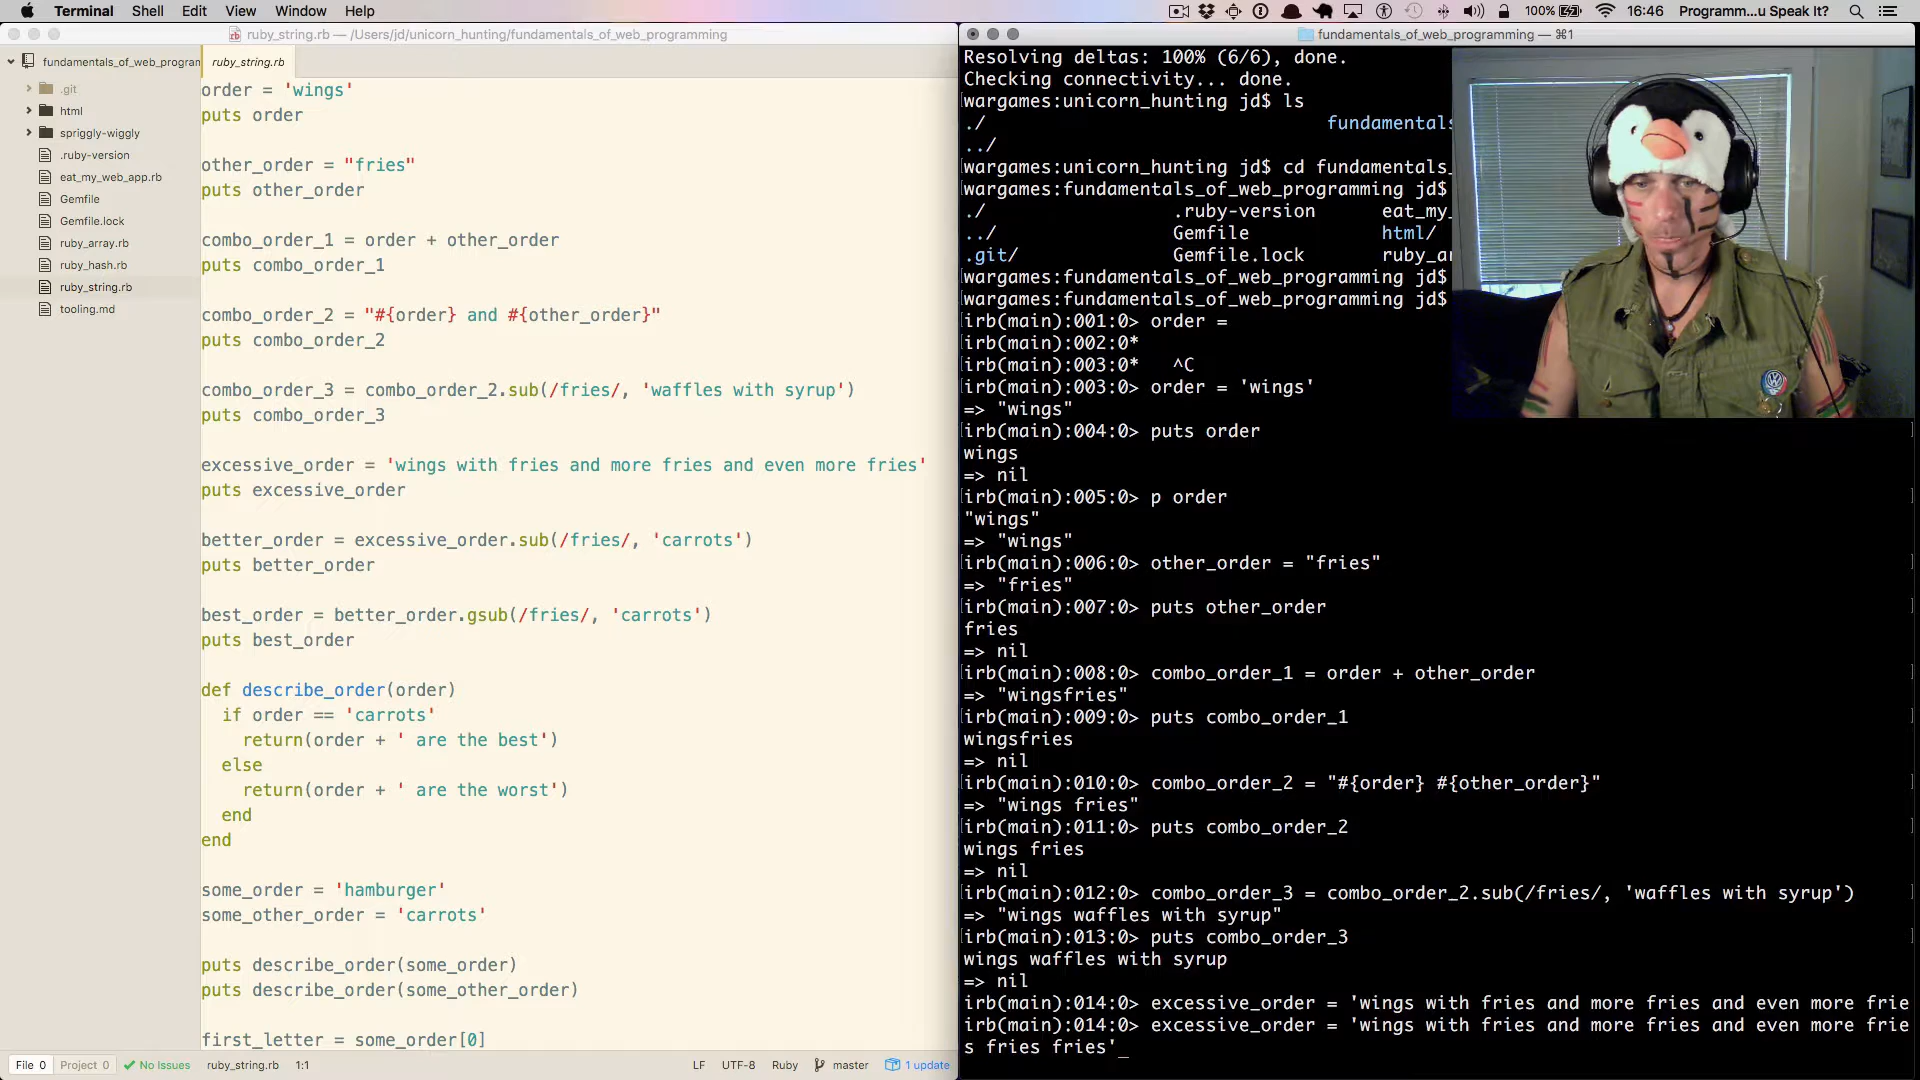 Terminal Shell Edit View Window Help
100% 16:46 Programm...u Speak It?
ruby_string.rb — /Users/jd/unicorn_hunting/fundamentals_of_web_programming
fundamentals_of_web_program
.git
html
spriggly-wiggly
.ruby-version
eat_my_web_app.rb
Gemfile
Gemfile.lock
ruby_array.rb
ruby_hash.rb
ruby_string.rb
tooling.md
ruby_string.rb
order = 'wings'
puts order
other_order = "fries"
puts other_order
combo_order_1 = order + other_order
puts combo_order_1
combo_order_2 = "#{order} and #{other_order}"
puts combo_order_2
combo_order_3 = combo_order_2.sub(/fries/, 'waffles with syrup')
puts combo_order_3
excessive_order = 'wings with fries and more fries and even more fries'
puts excessive_order
better_order = excessive_order.sub(/fries/, 'carrots')
puts better_order
best_order = better_order.gsub(/fries/, 'carrots')
puts best_order
def describe_order(order)
if order == 'carrots'
return(order + ' are the best')
else
return(order + ' are the worst')
end
end
some_order = 'hamburger'
some_other_order = 'carrots'
puts describe_order(some_order)
puts describe_order(some_other_order)
first_letter = some_order[0]
File 0 Project 0 No Issues ruby_string.rb 1:1 LF UTF-8 Ruby master 1 update
fundamentals_of_web_programming — ⌘1
Resolving deltas: 100% (6/6), done.
Checking connectivity... done.
wargames:unicorn_hunting jd$ ls
./ fundamentals
../
wargames:unicorn_hunting jd$ cd fundamentals_
wargames:fundamentals_of_web_programming jd$
./ .ruby-version eat_my_
../ Gemfile html/
.git/ Gemfile.lock ruby_ar
wargames:fundamentals_of_web_programming jd$
wargames:fundamentals_of_web_programming jd$
irb(main):001:0> order =
irb(main):002:0*
irb(main):003:0* ^C
irb(main):003:0> order = 'wings'
=> "wings"
irb(main):004:0> puts order
wings
=> nil
irb(main):005:0> p order
"wings"
=> "wings"
irb(main):006:0> other_order = "fries"
=> "fries"
irb(main):007:0> puts other_order
fries
=> nil
irb(main):008:0> combo_order_1 = order + other_order
=> "wingsfries"
irb(main):009:0> puts combo_order_1
wingsfries
=> nil
irb(main):010:0> combo_order_2 = "#{order} #{other_order}"
=> "wings fries"
irb(main):011:0> puts combo_order_2
wings fries
=> nil
irb(main):012:0> combo_order_3 = combo_order_2.sub(/fries/, 'waffles with syrup')
=> "wings waffles with syrup"
irb(main):013:0> puts combo_order_3
wings waffles with syrup
=> nil
irb(main):014:0> excessive_order = 'wings with fries and more fries and even more frie
irb(main):014:0> excessive_order = 'wings with fries and more fries and even more frie
s fries fries'_